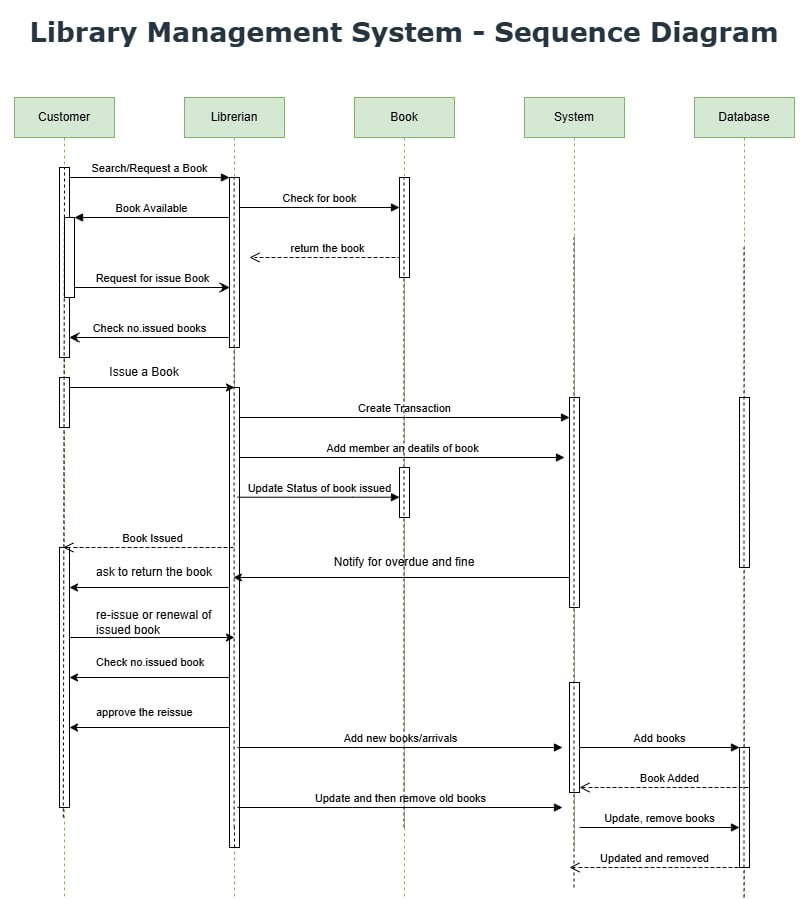 Library Management System - Sequence Diagram
Customer
Librerian
Book
System
Database
Search/Request a Book
Check for book
Book Available
return the book
Request for issue Book
Check no.issued books
Issue a Book
Create Transaction
Add member an deatils of book
Update Status of book issued
Book Issued
Notify for overdue and fine
ask to return the book
re-issue or renewal of
issued book
Check no.issued book
approve the reissue
Add new books/arrivals
Add books
Book Added
Update and then remove old books
Update, remove books
Updated and removed